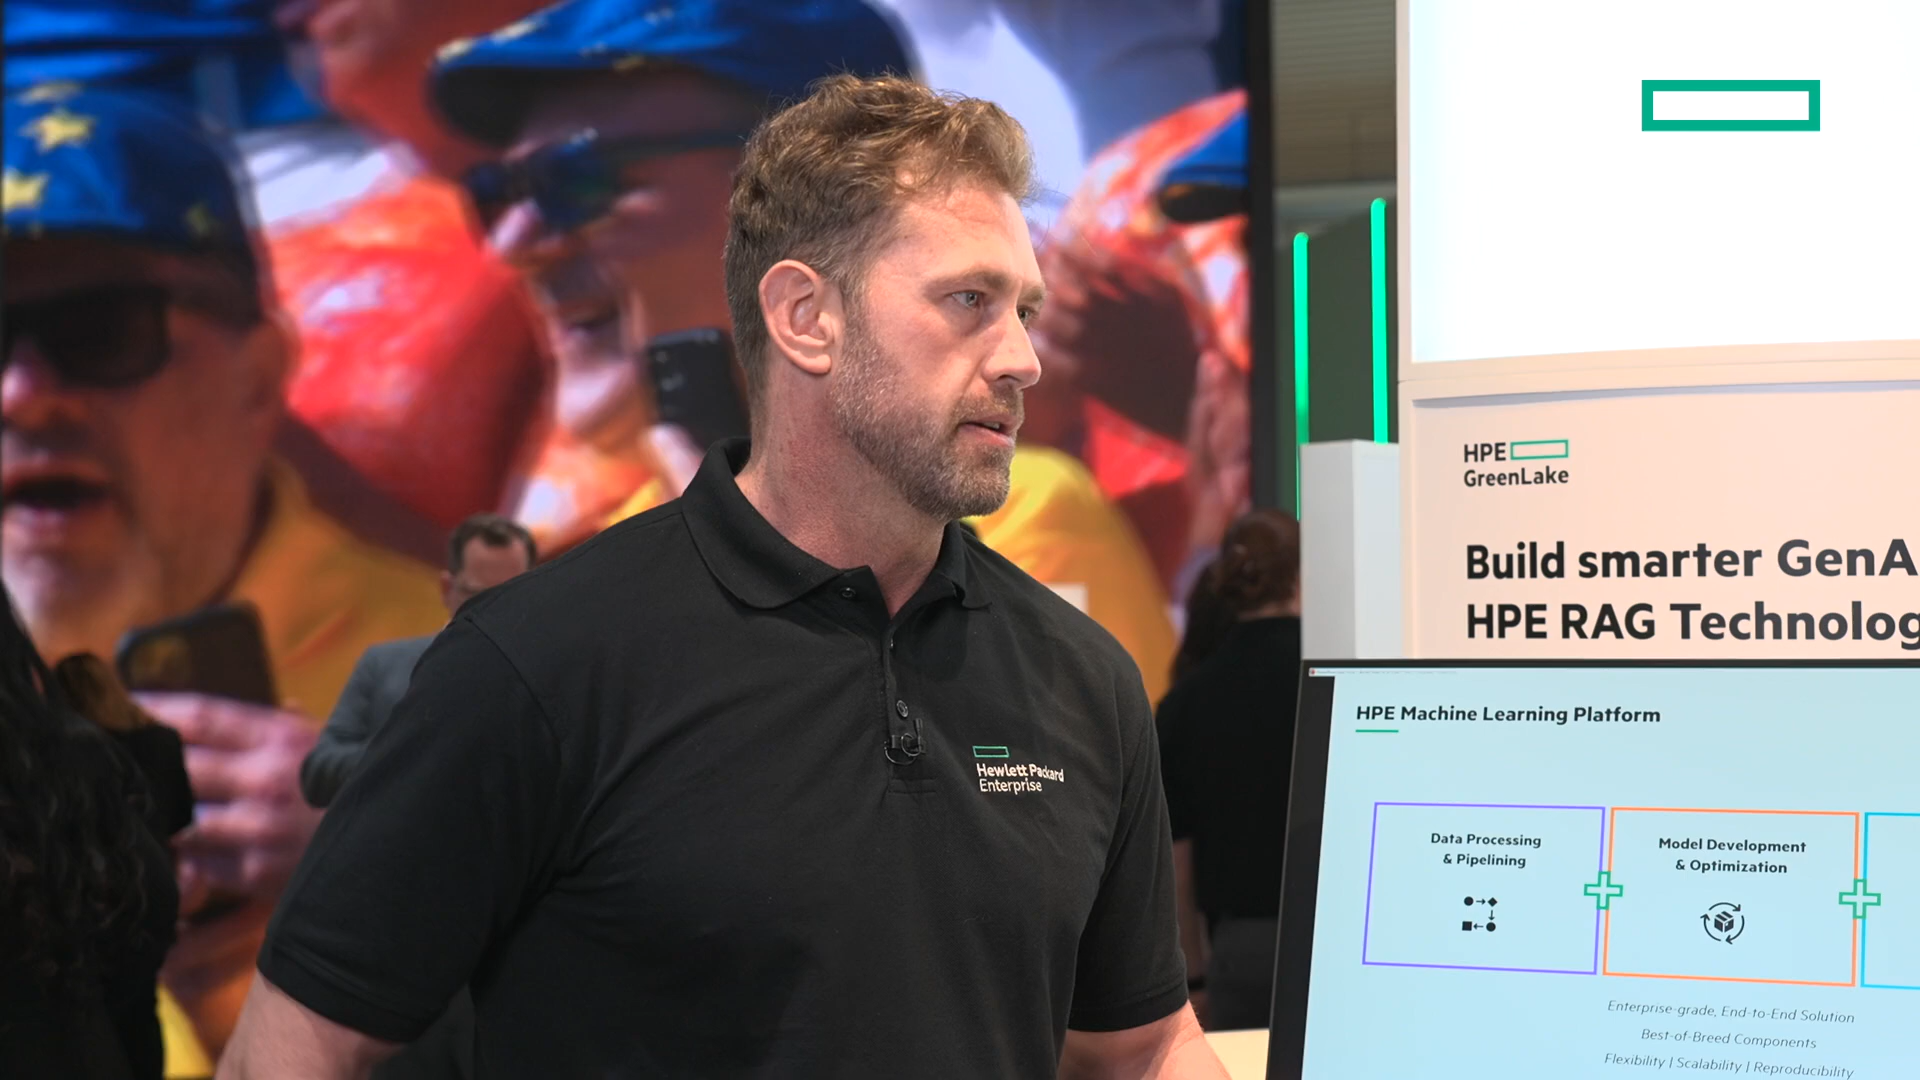 HPE
GreenLake
Build smarter GenA
HPE RAG Technolog
HPE Machine Learning Platform
Data Processing
& Pipelining
Model Development
& Optimization
Enterprise-grade, End-to-End Solution
Best-of-Breed Components
Flexibility | Scalability | Reproducibility
Hewlett Packard
Enterprise